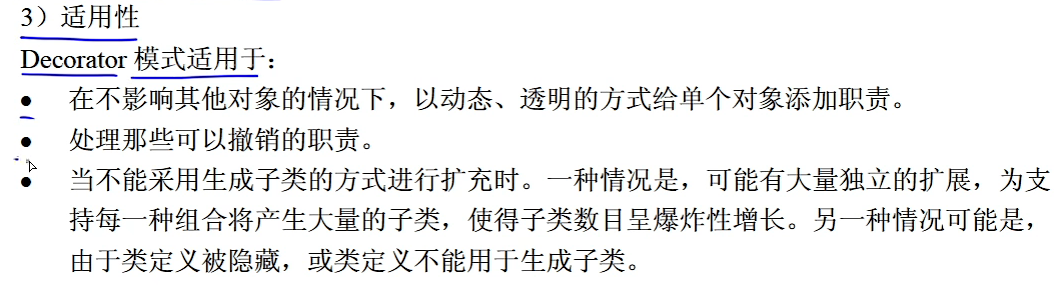 3）适用性
Decorator 模式适用于：
● 在不影响其他对象的情况下，以动态、透明的方式给单个对象添加职责。
● 处理那些可以撤销的职责。
● 当不能采用生成子类的方式进行扩充时。一种情况是，可能有大量独立的扩展，为支
持每一种组合将产生大量的子类，使得子类数目呈爆炸性增长。另一种情况可能是，
由于类定义被隐藏，或类定义不能用于生成子类。